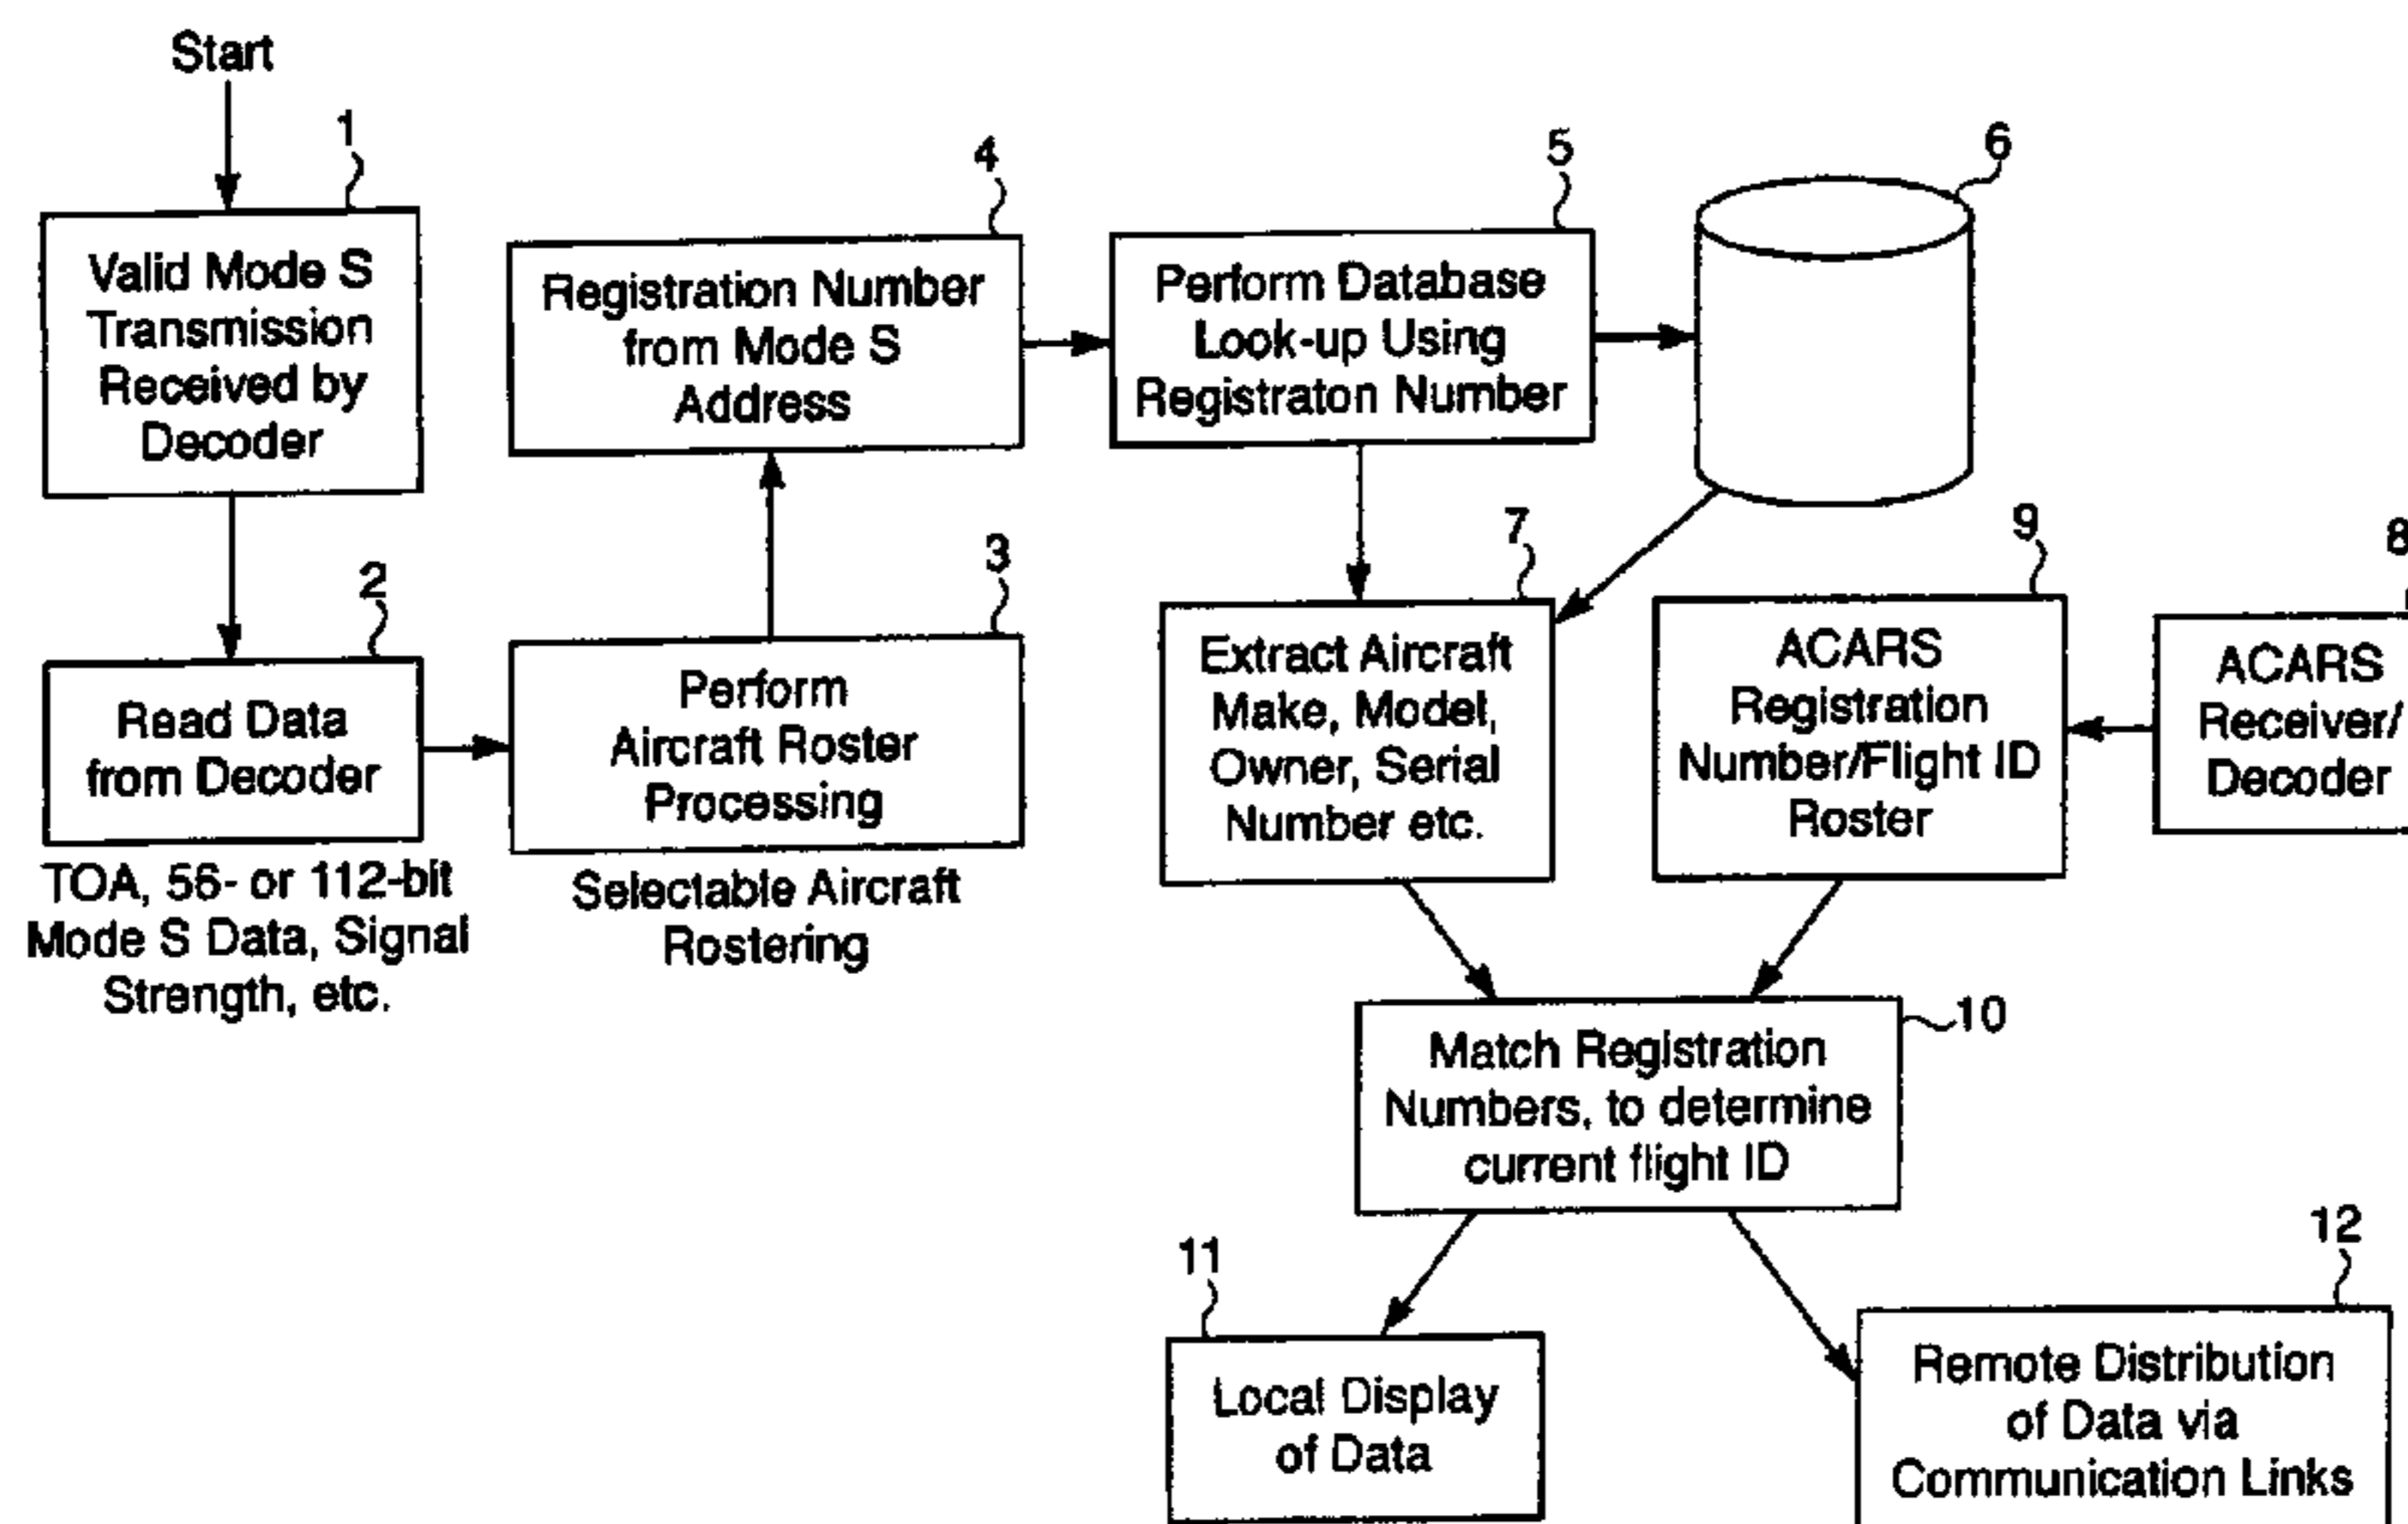 Start
1
Valid Mode S
Transmission
Received by
Decoder
2
Read Data
from Decoder
TOA, 56- or 112-bit
Mode S Data, Signal
Strength, etc.
3
Perform
Aircraft Roster
Processing
Selectable Aircraft
Rostering
4
Registration Number
from Mode S
Address
5
Perform Database
Look-up Using
Registraton Number
6
7
Extract Aircraft
Make, Model,
Owner, Serial
Number etc.
9
ACARS
Registration
Number/Flight ID
Roster
8
ACARS
Receiver/
Decoder
10
Match Registration
Numbers, to determine
current flight ID
11
Local Display
of Data
12
Remote Distribution
of Data via
Communication Links